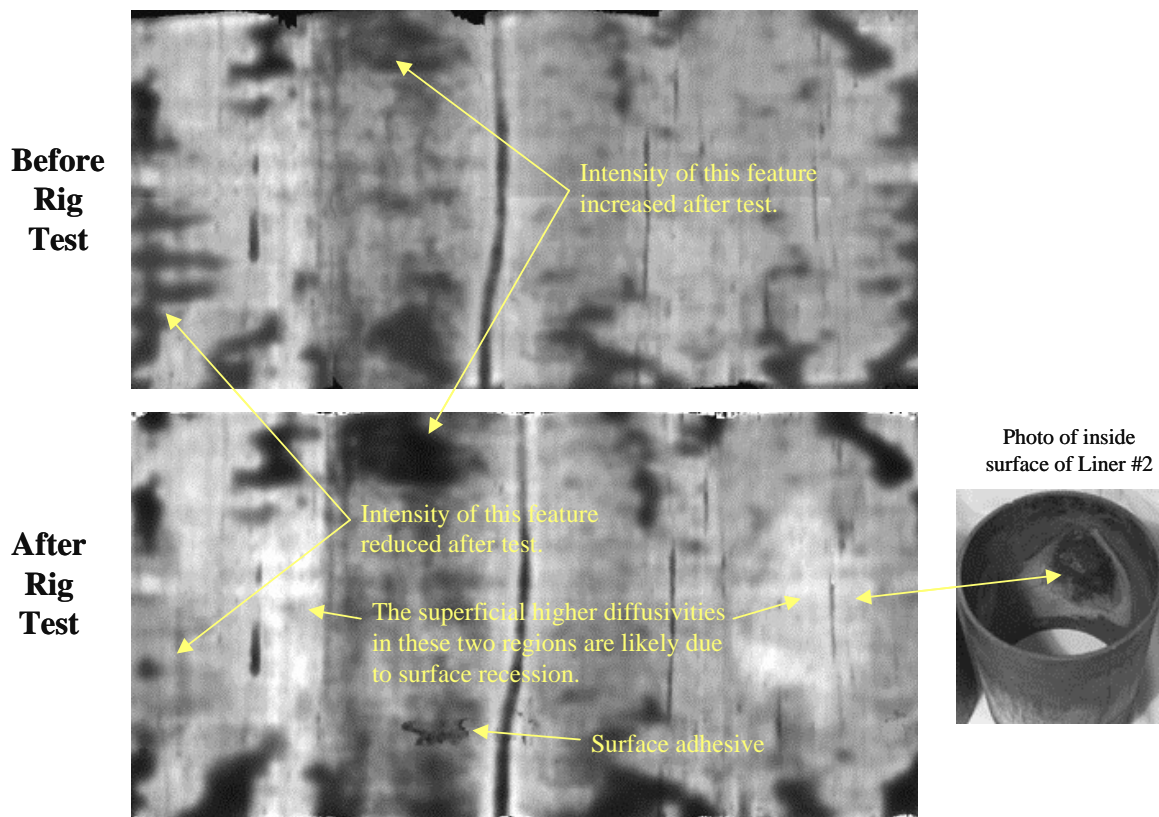 Before
Rig
Test
Intensity of this feature
increased after test.
Photo of inside
surface of Liner #2
After
Rig
Test
Intensity of this feature
reduced after test.
The superficial higher diffusivities
in these two regions are likely due
to surface recession.
Surface adhesive